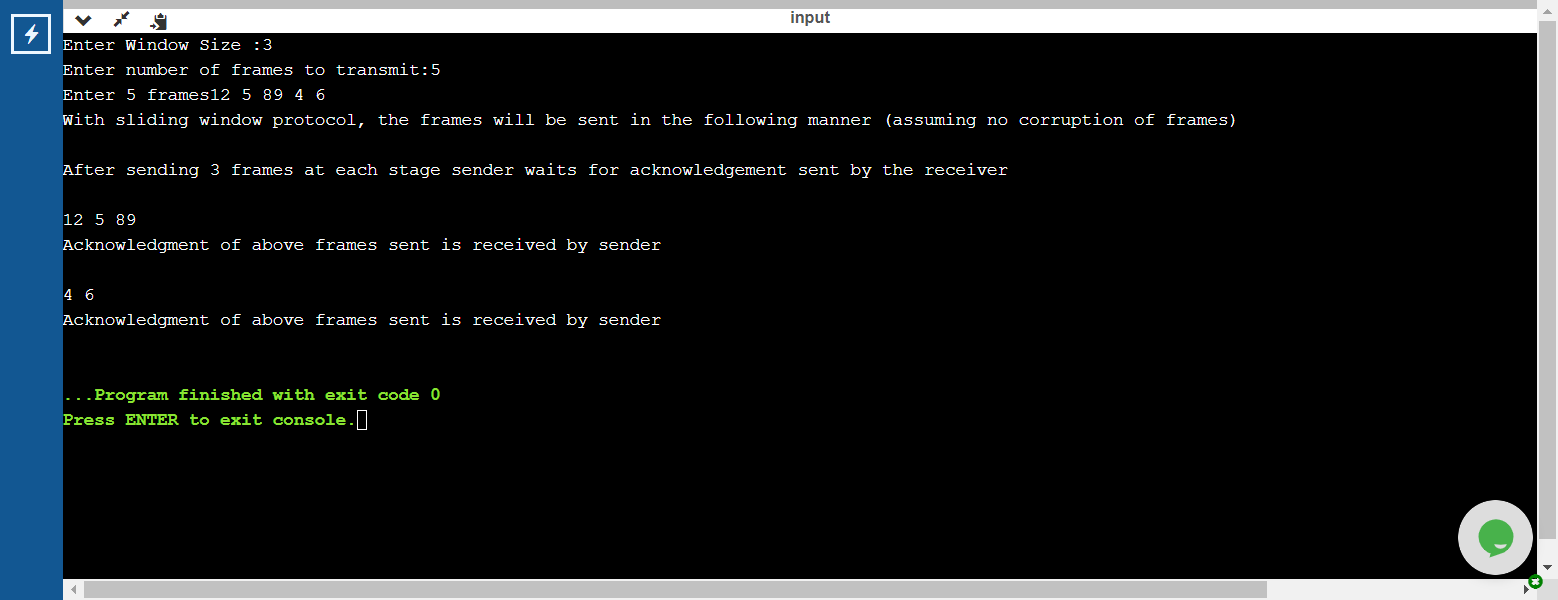 input
Enter Window Size :3
Enter number of frames to transmit:5
Enter 5 frames12 5 89 4 6
With sliding window protocol, the frames will be sent in the following manner (assuming no corruption of frames)
After sending 3 frames at each stage sender waits for acknowledgement sent by the receiver
12 5 89
Acknowledgment of above frames sent is received by sender
4 6
Acknowledgment of above frames sent is received by sender
...Program finished with exit code 0
Press ENTER to exit console.